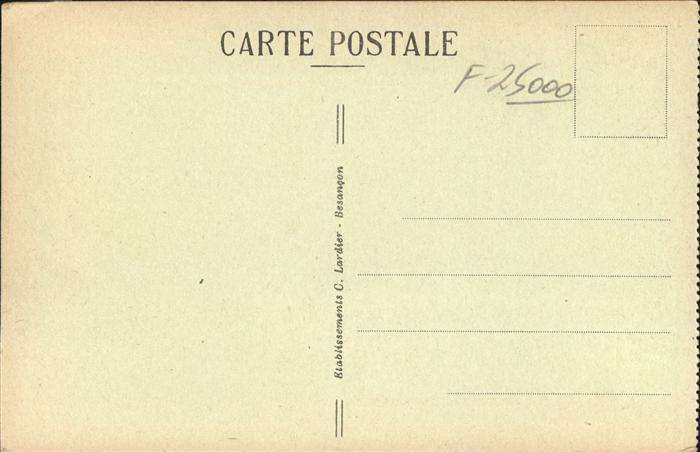 CARTE POSTALE
F-25000
Etablissements C. Lardier - Besançon